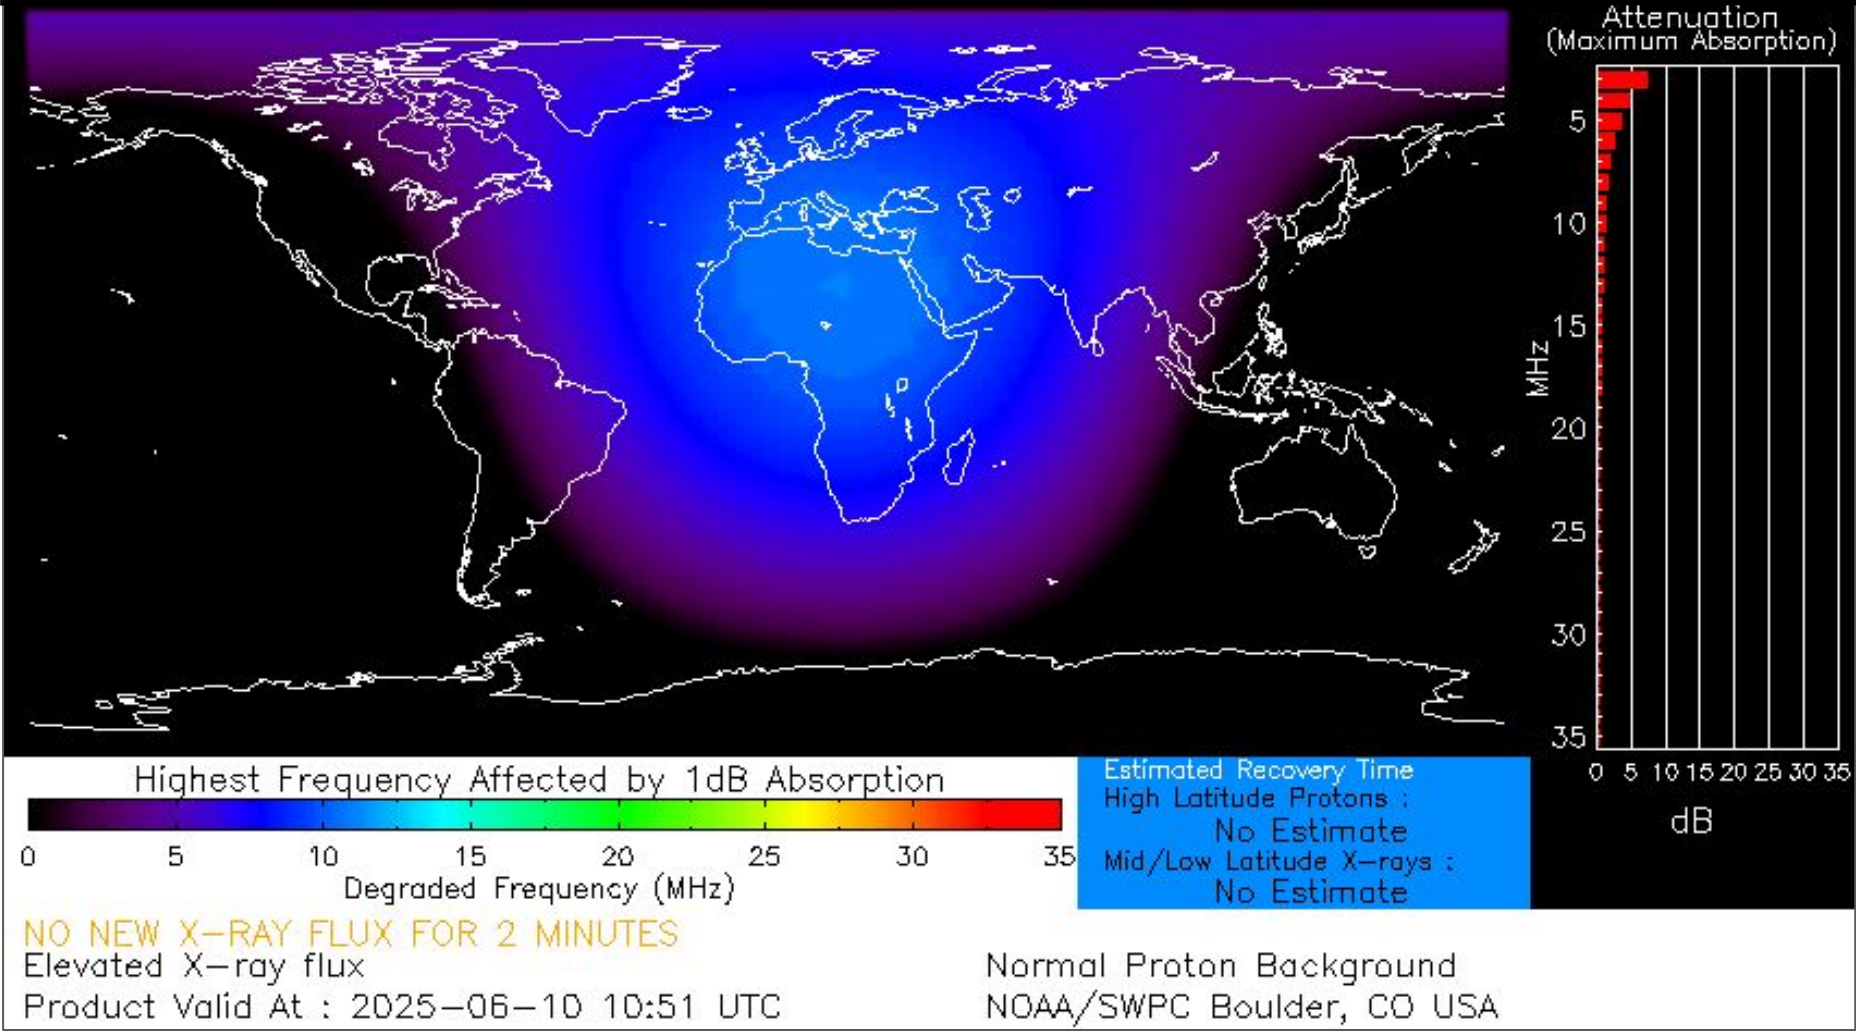 Attenuation
(Maximum Absorption)
5
10
15
20
25
30
35
MHz
0 5 10 15 20 25 30 35
dB
Highest Frequency Affected by 1dB Absorption
0 5 10 15 20 25 30 35
Degraded Frequency (MHz)
Estimated Recovery Time
High Latitude Protons :
No Estimate
Mid/Low Latitude X-rays :
No Estimate
NO NEW X-RAY FLUX FOR 2 MINUTES
Elevated X-ray flux
Normal Proton Background
Product Valid At : 2025-06-10 10:51 UTC
NOAA/SWPC Boulder, CO USA